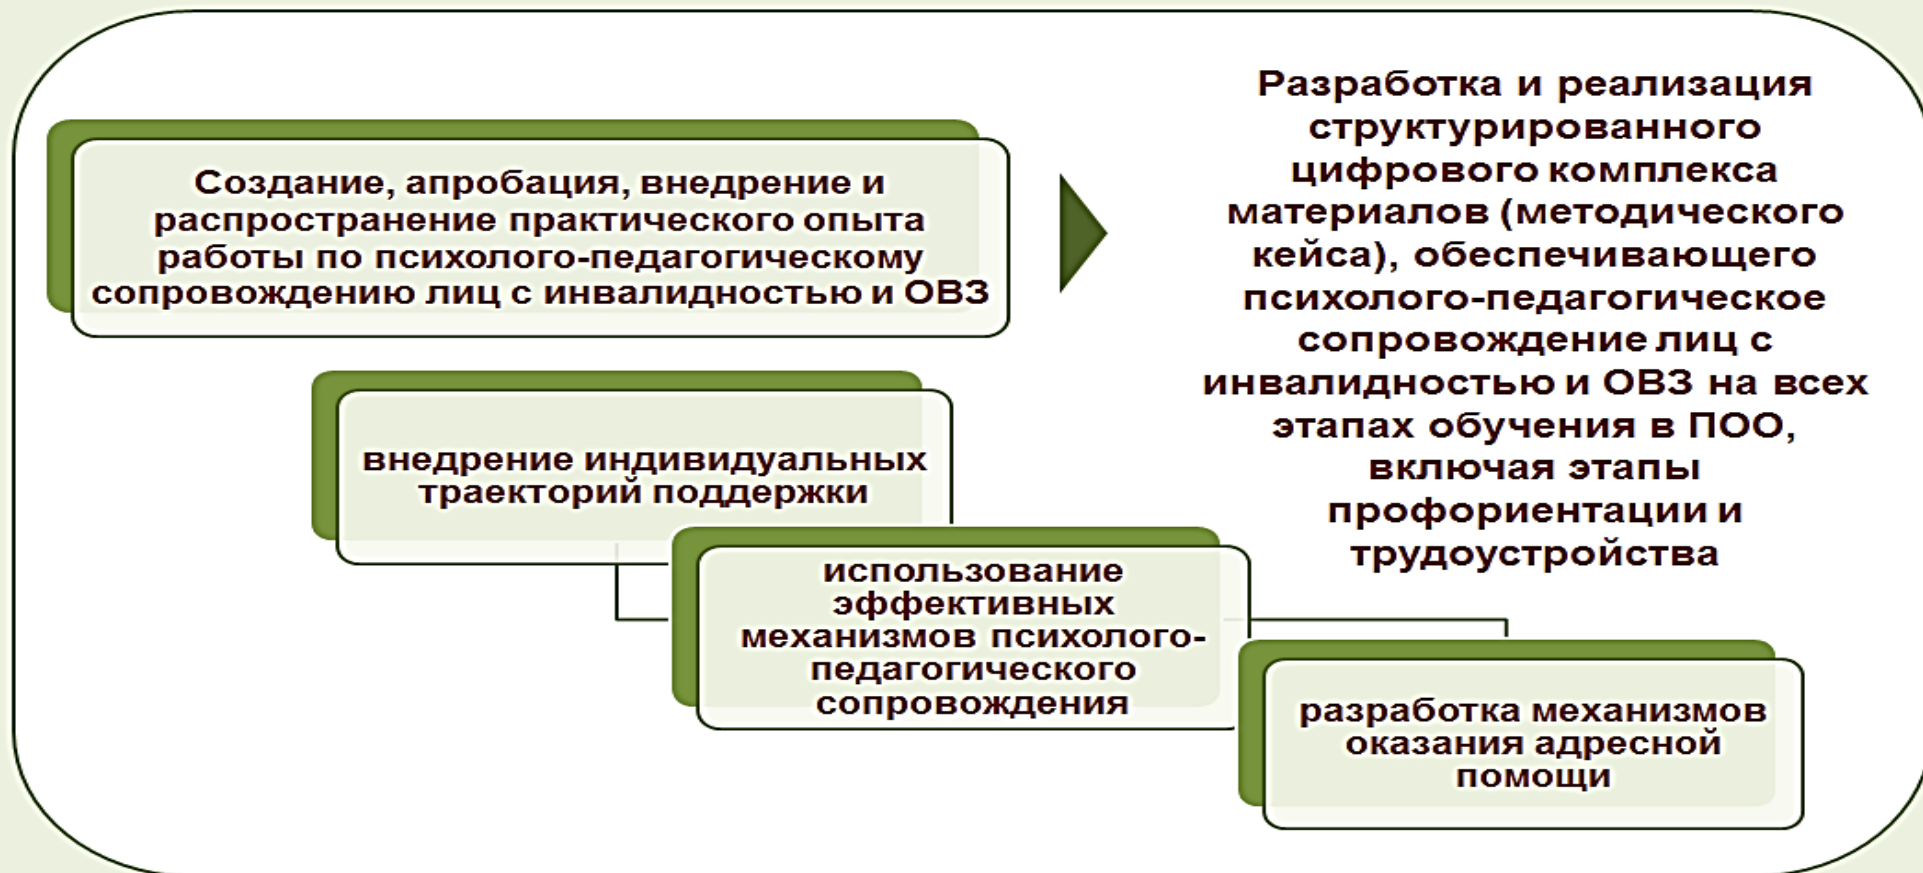 Создание, апробация, внедрение и
распространение практического опыта
работы по психолого-педагогическому
сопровождению лиц с инвалидностью и ОВЗ
Разработка и реализация
структурированного
цифрового комплекса
материалов (методического
кейса), обеспечивающего
психолого-педагогическое
сопровождение лиц с
инвалидностью и ОВЗ на всех
этапах обучения в ПОО,
включая этапы
профориентации и
трудоустройства
внедрение индивидуальных
траекторий поддержки
использование
эффективных
механизмов психолого-
педагогического
сопровождения
разработка механизмов
оказания адресной
помощи